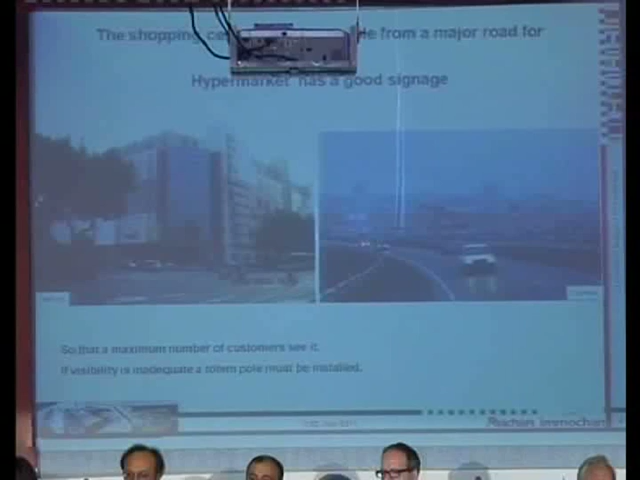 The shopping from a major road for
Hypermarket has a good signage
So that a maximum number of customers see it.
If visibility is inadequate a totem pole must be installed.
immochan